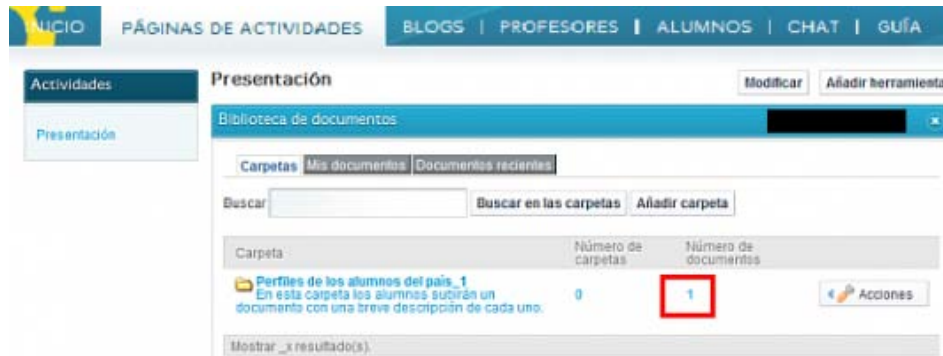 INICIO PÁGINAS DE ACTIVIDADES BLOGS | PROFESORES | ALUMNOS | CHAT | GUÍA
Actividades
Presentación
Presentación
Modificar Añadir herramienta
Biblioteca de documentos
Carpetas Mis documentos Documentos recientes
Buscar Buscar en las carpetas Añadir carpeta
Carpeta Número de carpetas Número de documentos
Perfiles de los alumnos del país_1
En esta carpeta los alumnos subirán un
documento con una breve descripción de cada uno.
0 1 Acciones
Mostrar _x resultado(s).